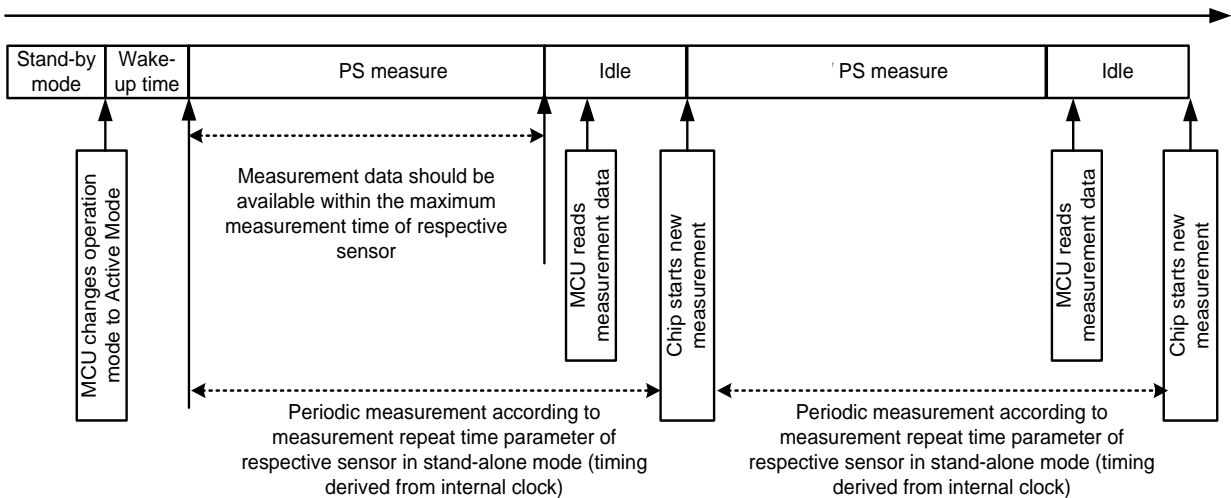 Stand-by
mode
Wake-
up time
PS measure
Idle
' PS measure
Idle
MCU changes operation
mode to Active Mode
Measurement data should be
available within the maximum
measurement time of respective
sensor
MCU reads
measurement data
Chip starts new
measurement
MCU reads
measurement data
Chip starts new
measurement
Periodic measurement according to
measurement repeat time parameter of
respective sensor in stand-alone mode (timing
derived from internal clock)
Periodic measurement according to
measurement repeat time parameter of
respective sensor in stand-alone mode (timing
derived from internal clock)